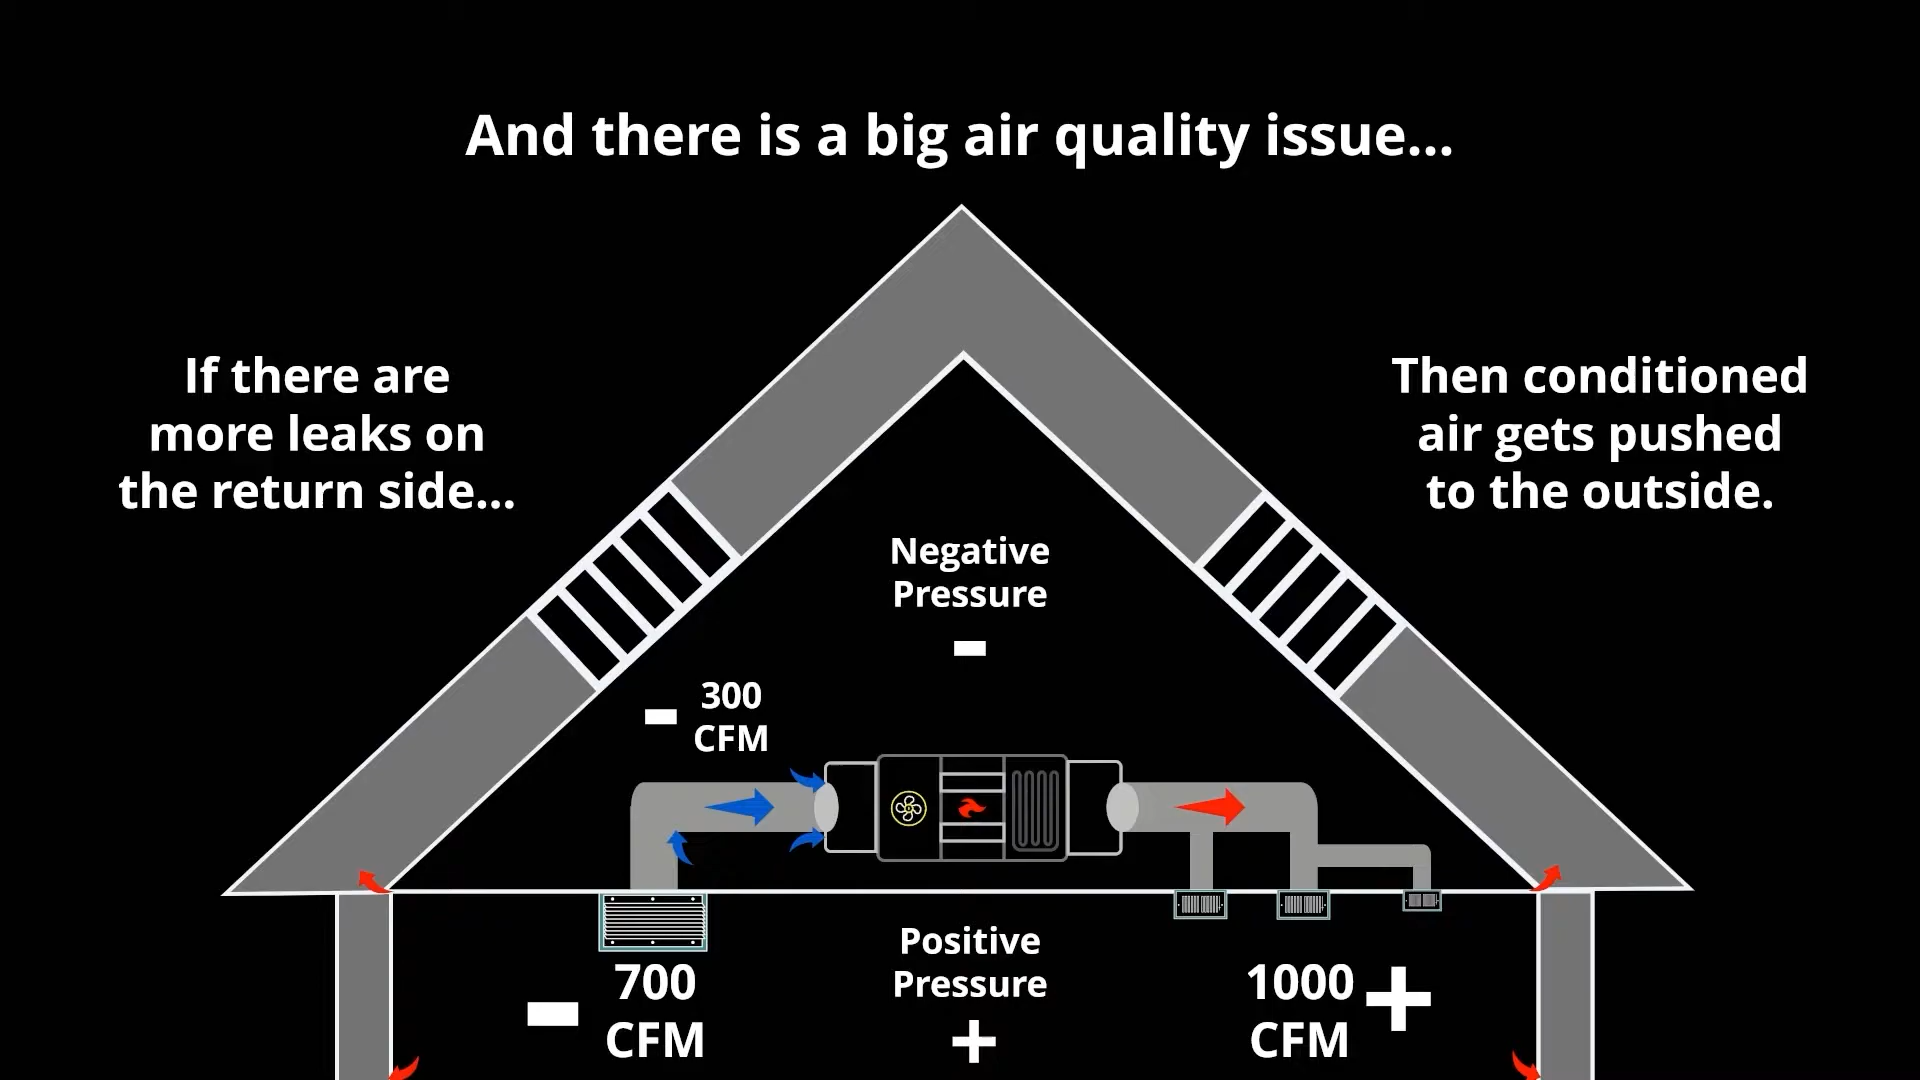 And there is a big air quality issue...
If there are
more leaks on
the return side...
Then conditioned
air gets pushed
to the outside.
Negative
Pressure
-
- 300
CFM
Positive
Pressure
+
- 700
CFM
1000 +
CFM